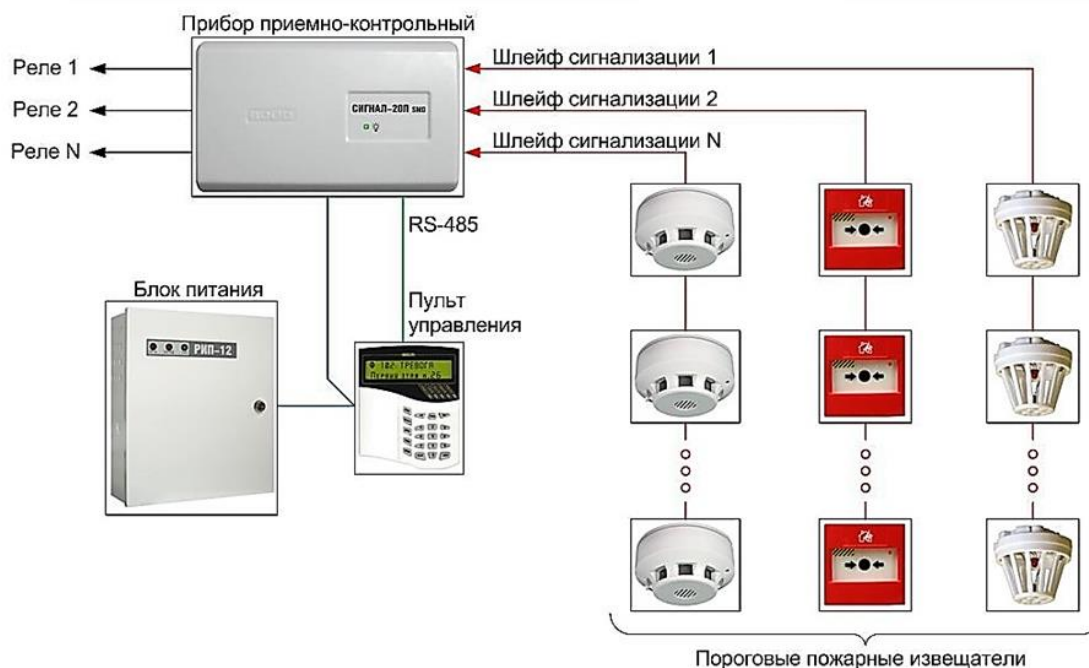 Прибор приемно-контрольный
Реле 1
Реле 2
Реле N
СИГНАЛ-20П SMD
Шлейф сигнализации 1
Шлейф сигнализации 2
Шлейф сигнализации N
RS-485
Блок питания
РИП-12
Пульт
управления
Пороговые пожарные извещатели